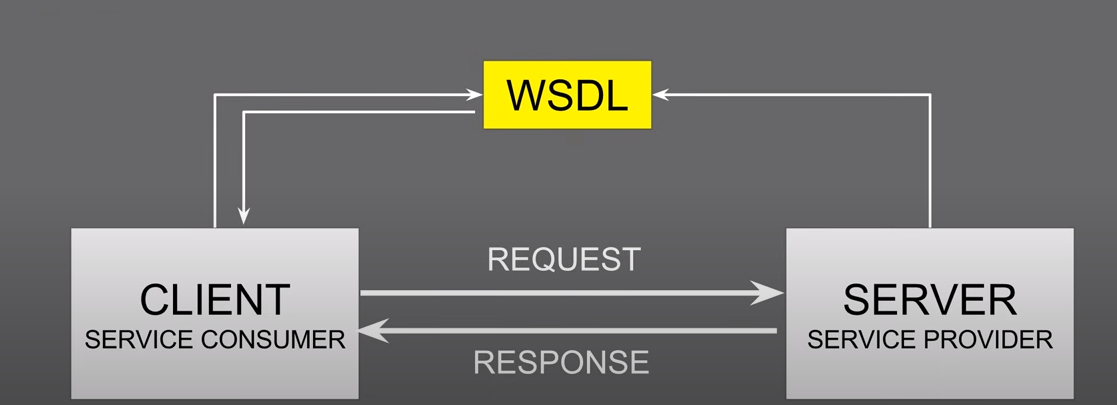 WSDL
REQUEST
CLIENT
SERVICE CONSUMER
SERVER
SERVICE PROVIDER
RESPONSE